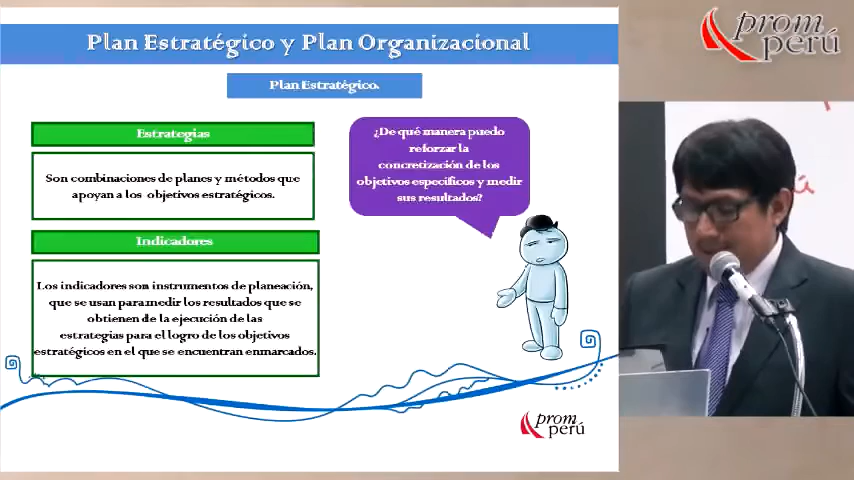 Plan Estratégico y Plan Organizacional
Plan Estratégico.
Estrategias
Son combinaciones de planes y métodos que
apoyan a los objetivos estratégicos.
Indicadores
Los indicadores son instrumentos de planeación,
que se usan para medir los resultados que se
obtienen de la ejecución de las
estrategias para el logro de los objetivos
estratégicos en el que se encuentran enmarcados.
¿De qué manera puedo
reforzar la
concretización de los
objetivos específicos y medir
sus resultados?
prom
perú
prom
perú